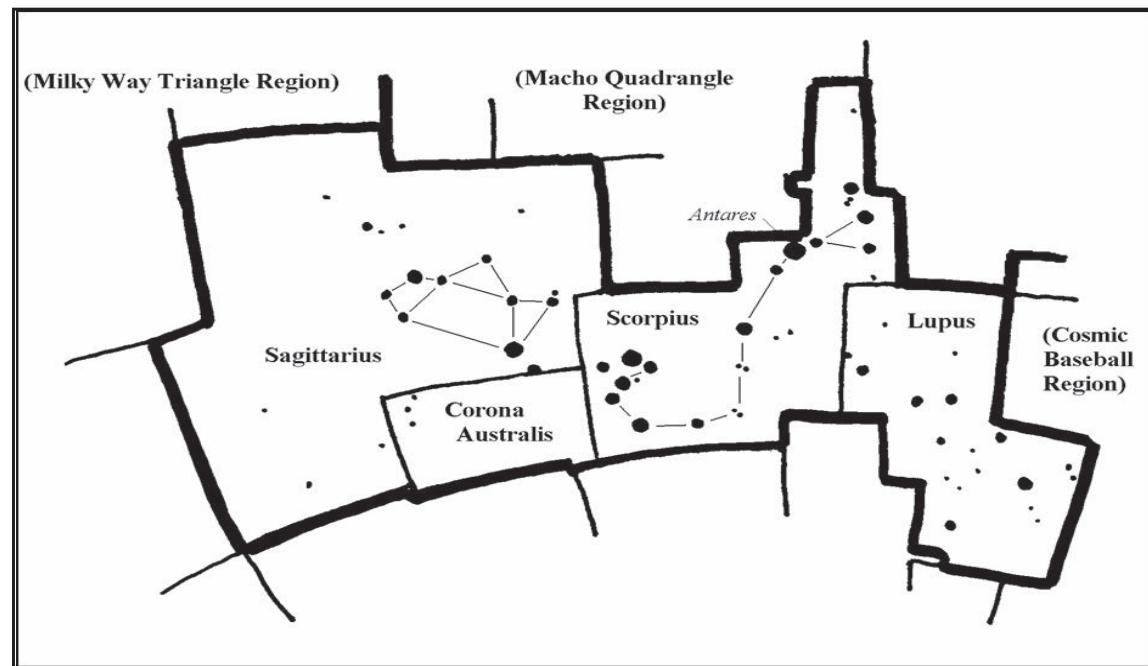 (Milky Way Triangle Region)
(Macho Quadrangle
Region)
Antares
Scorpius
Lupus
Sagittarius
(Cosmic
Baseball
Region)
Corona
Australis